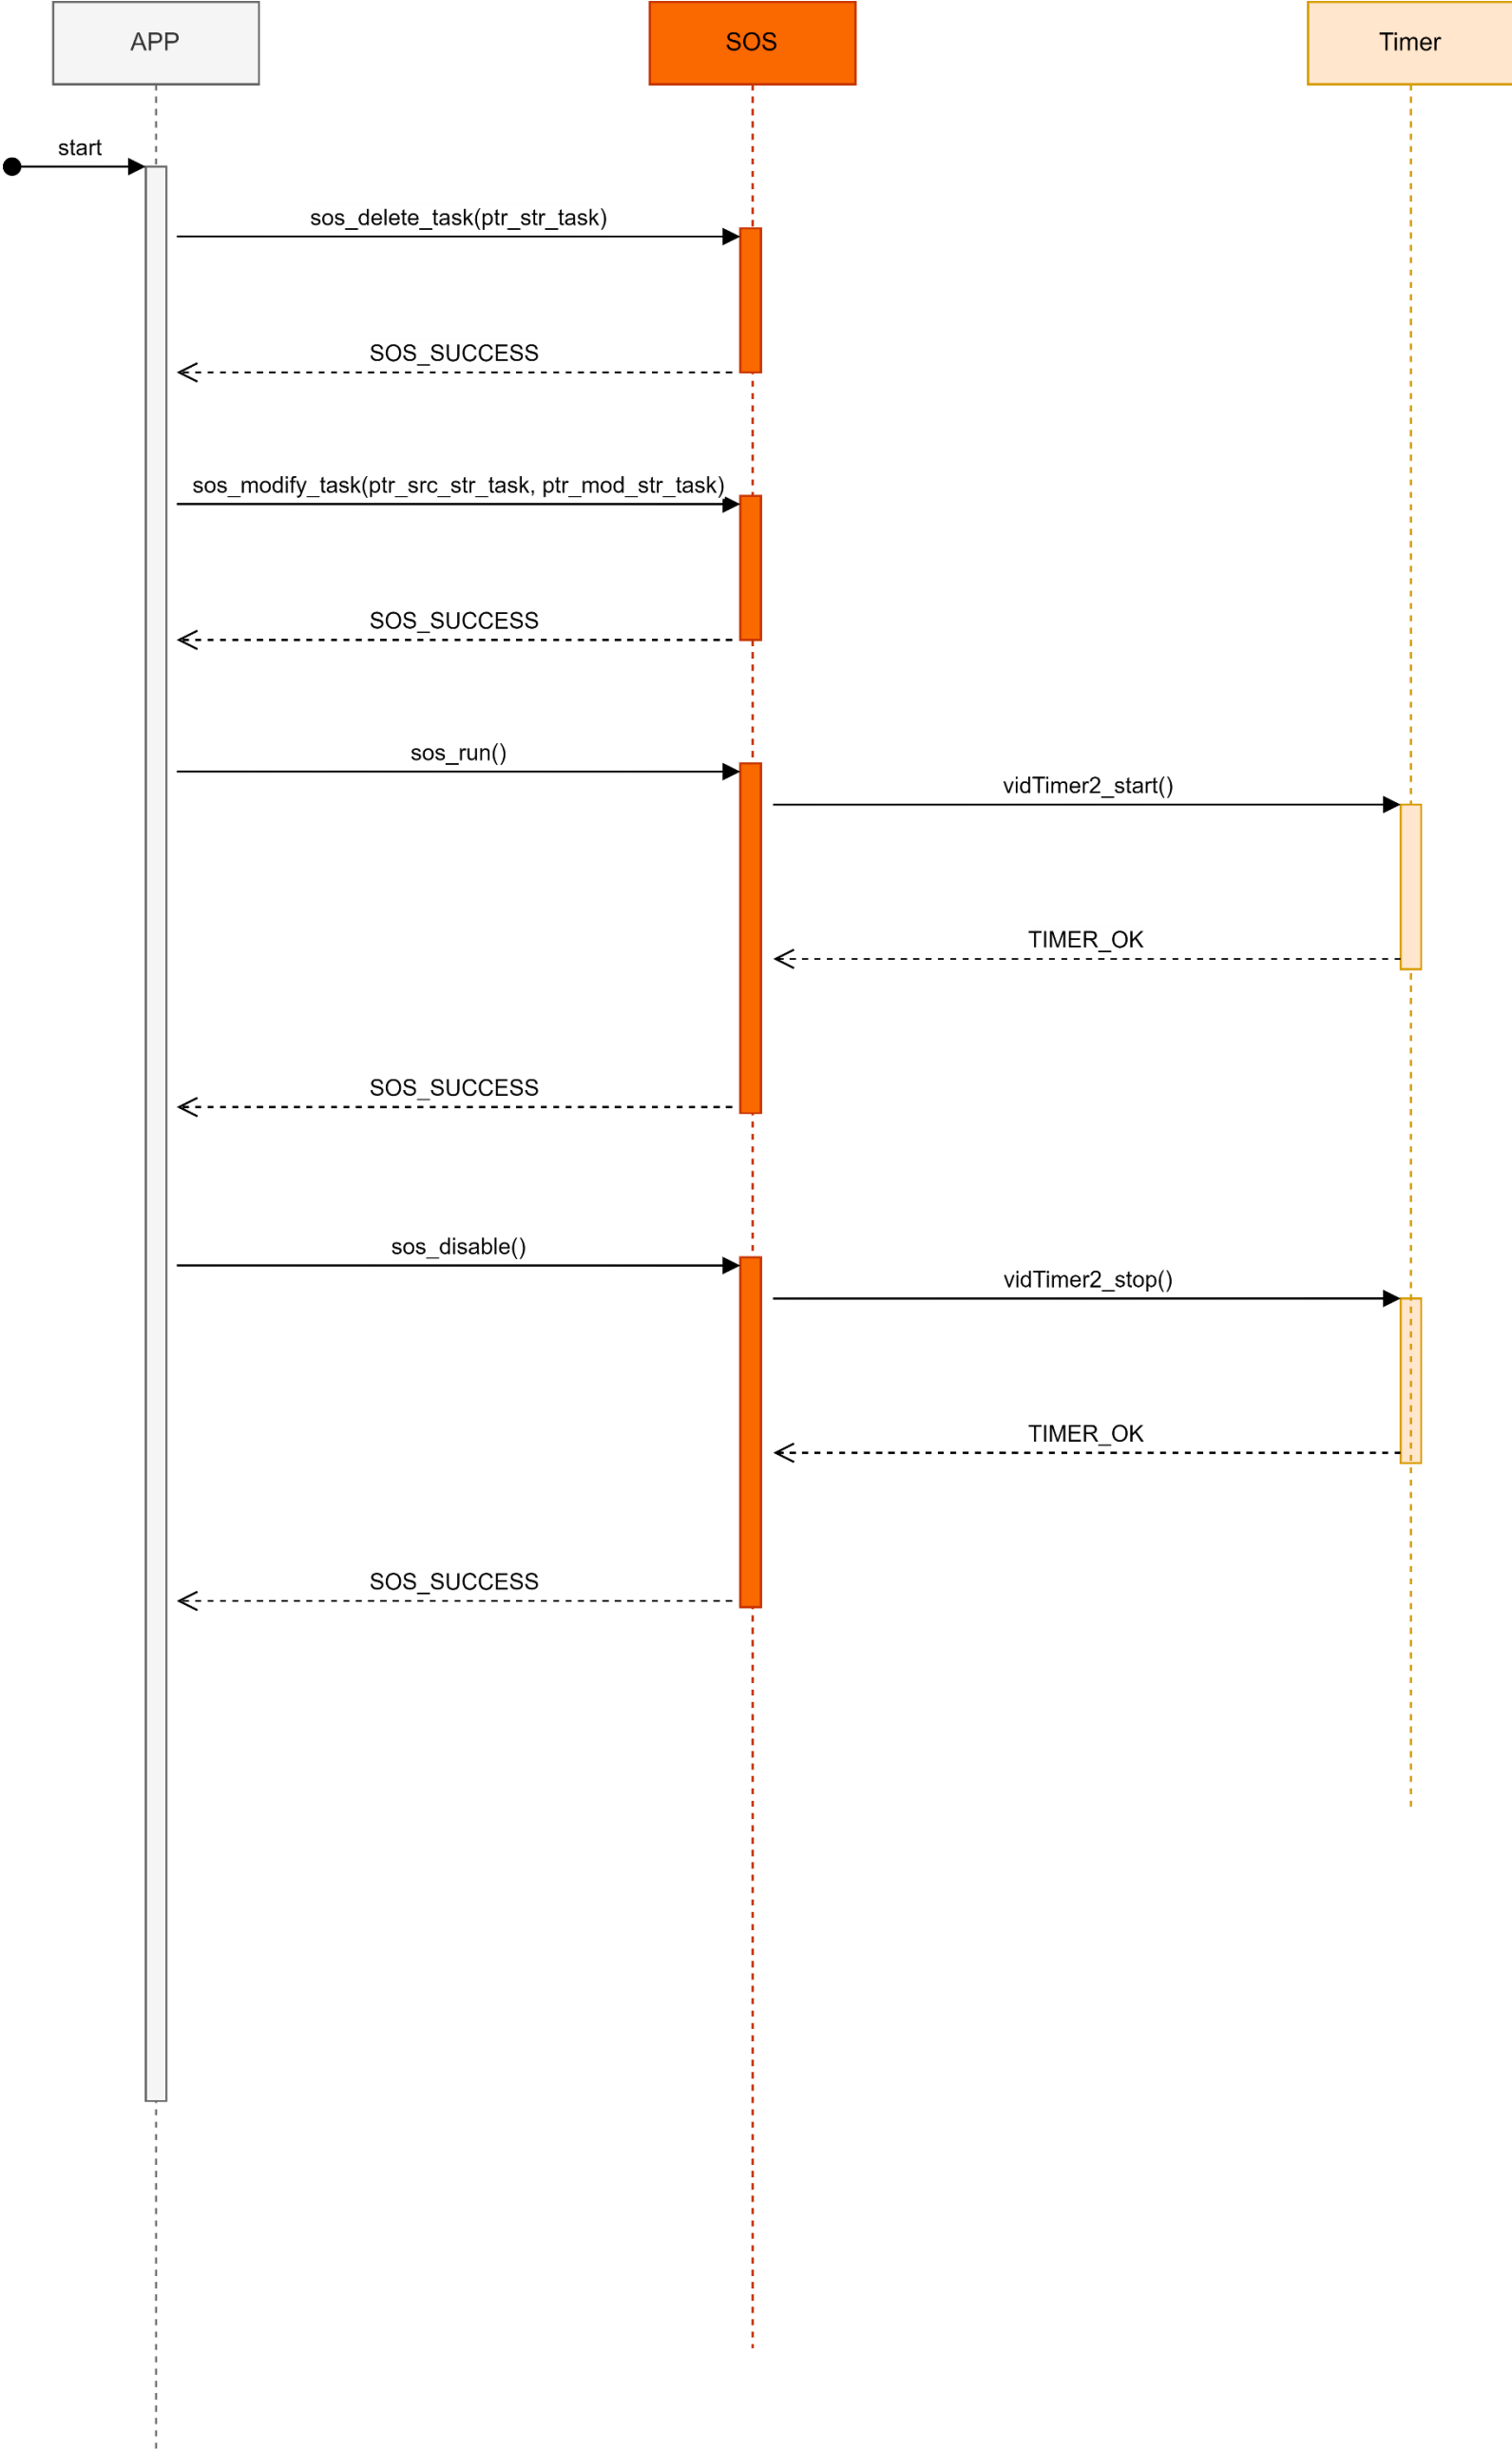 APP
SOS
Timer
start
sos_delete_task(ptr_str_task)
SOS_SUCCESS
sos_modify_task(ptr_src_str_task, ptr_mod_str_task)
SOS_SUCCESS
sos_run()
vidTimer2_start()
TIMER_OK
SOS_SUCCESS
sos_disable()
vidTimer2_stop()
TIMER_OK
SOS_SUCCESS